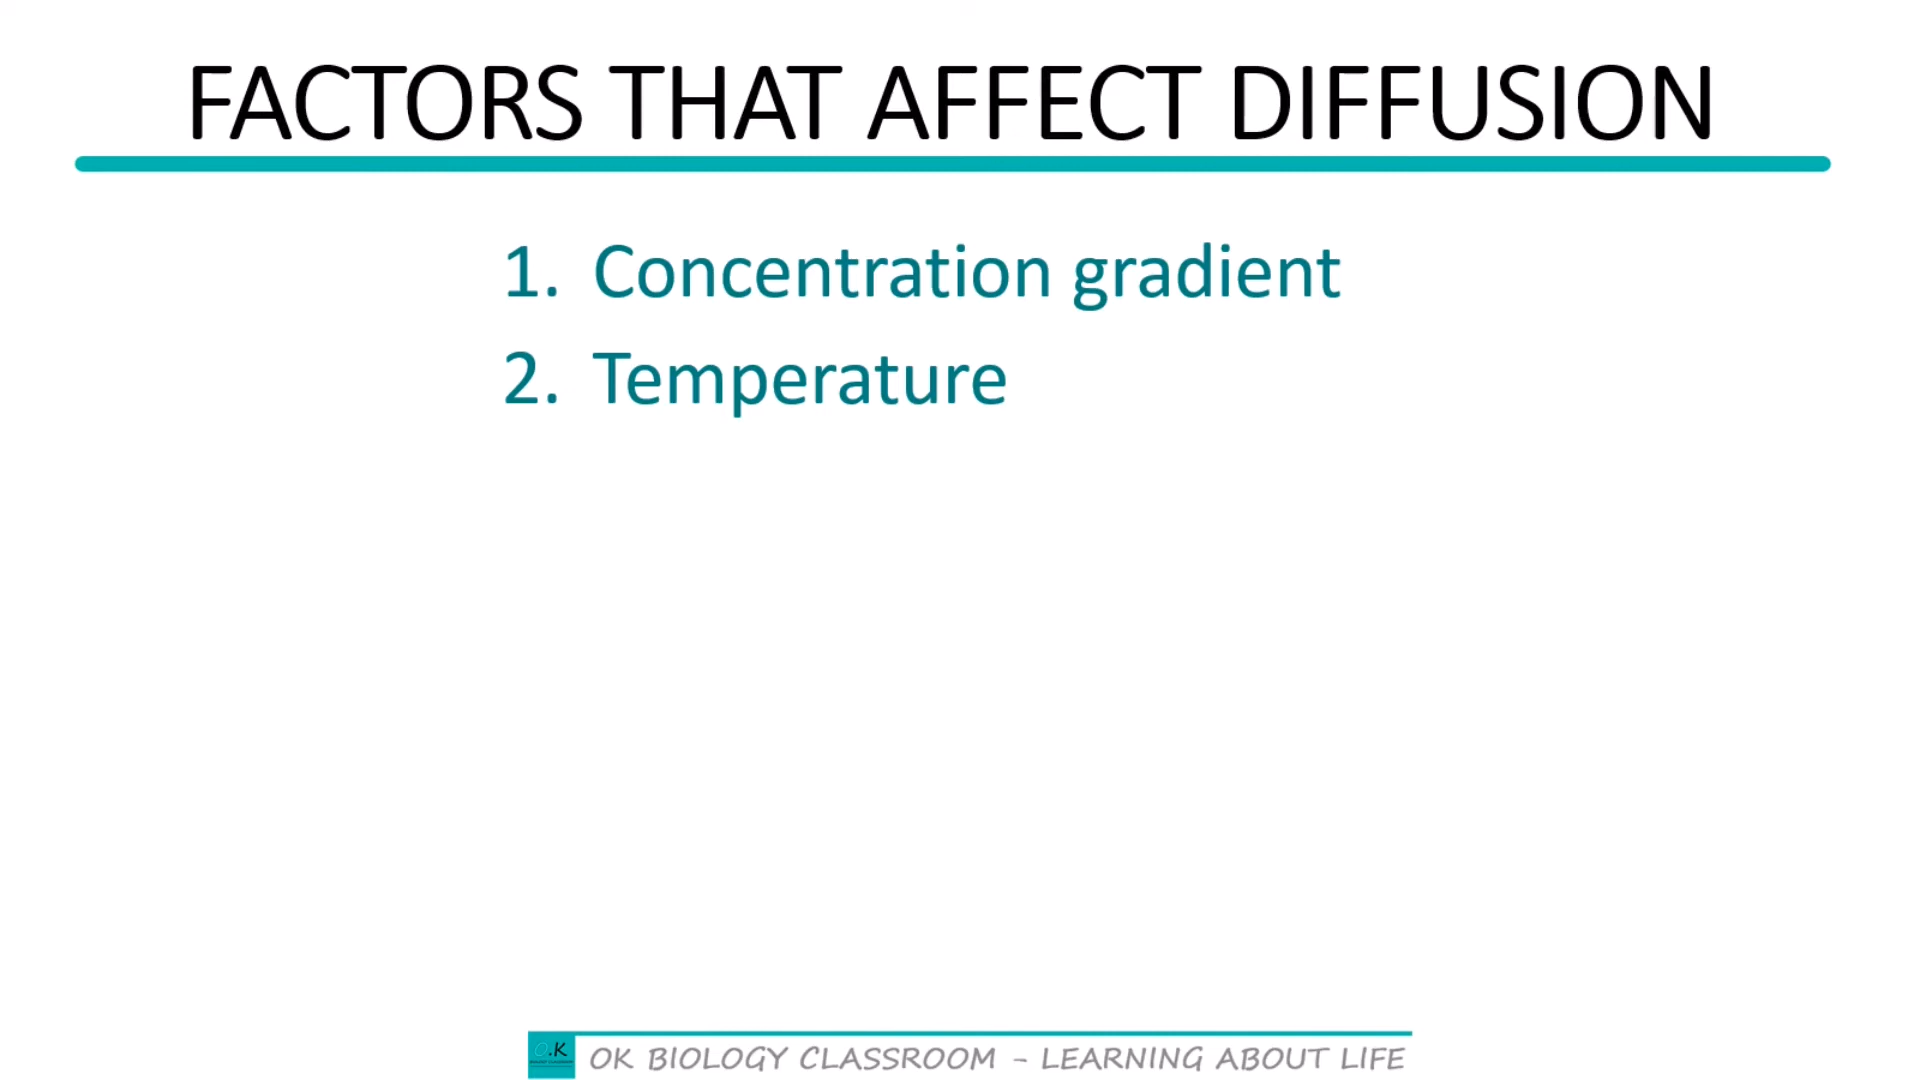 FACTORS THAT AFFECT DIFFUSION
1. Concentration gradient
2. Temperature
O.K
OK BIOLOGY CLASSROOM - LEARNING ABOUT LIFE